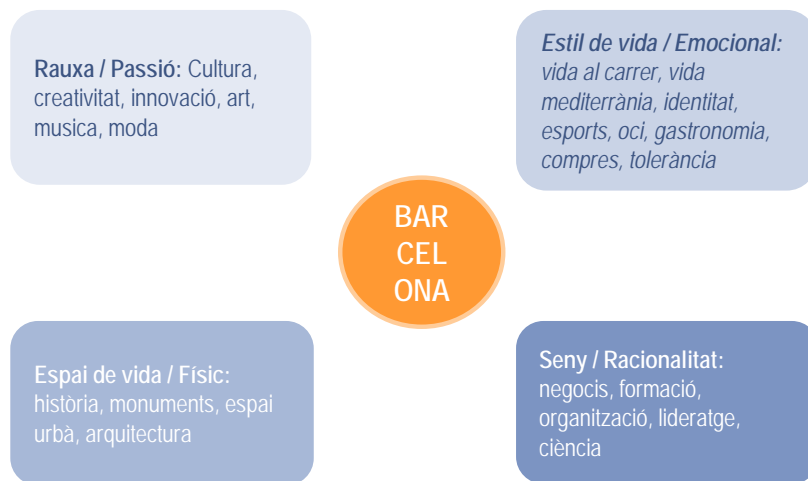 Rauxa / Passió: Cultura,
creativitat, innovació, art,
musica, moda
Estil de vida / Emocional:
vida al carrer, vida
mediterrània, identitat,
esports, oci, gastronomia,
compres, tolerància
BAR
CEL
ONA
Espai de vida / Físic:
història, monuments, espai
urbà, arquitectura
Seny / Racionalitat:
negocis, formació,
organització, lideratge,
ciència